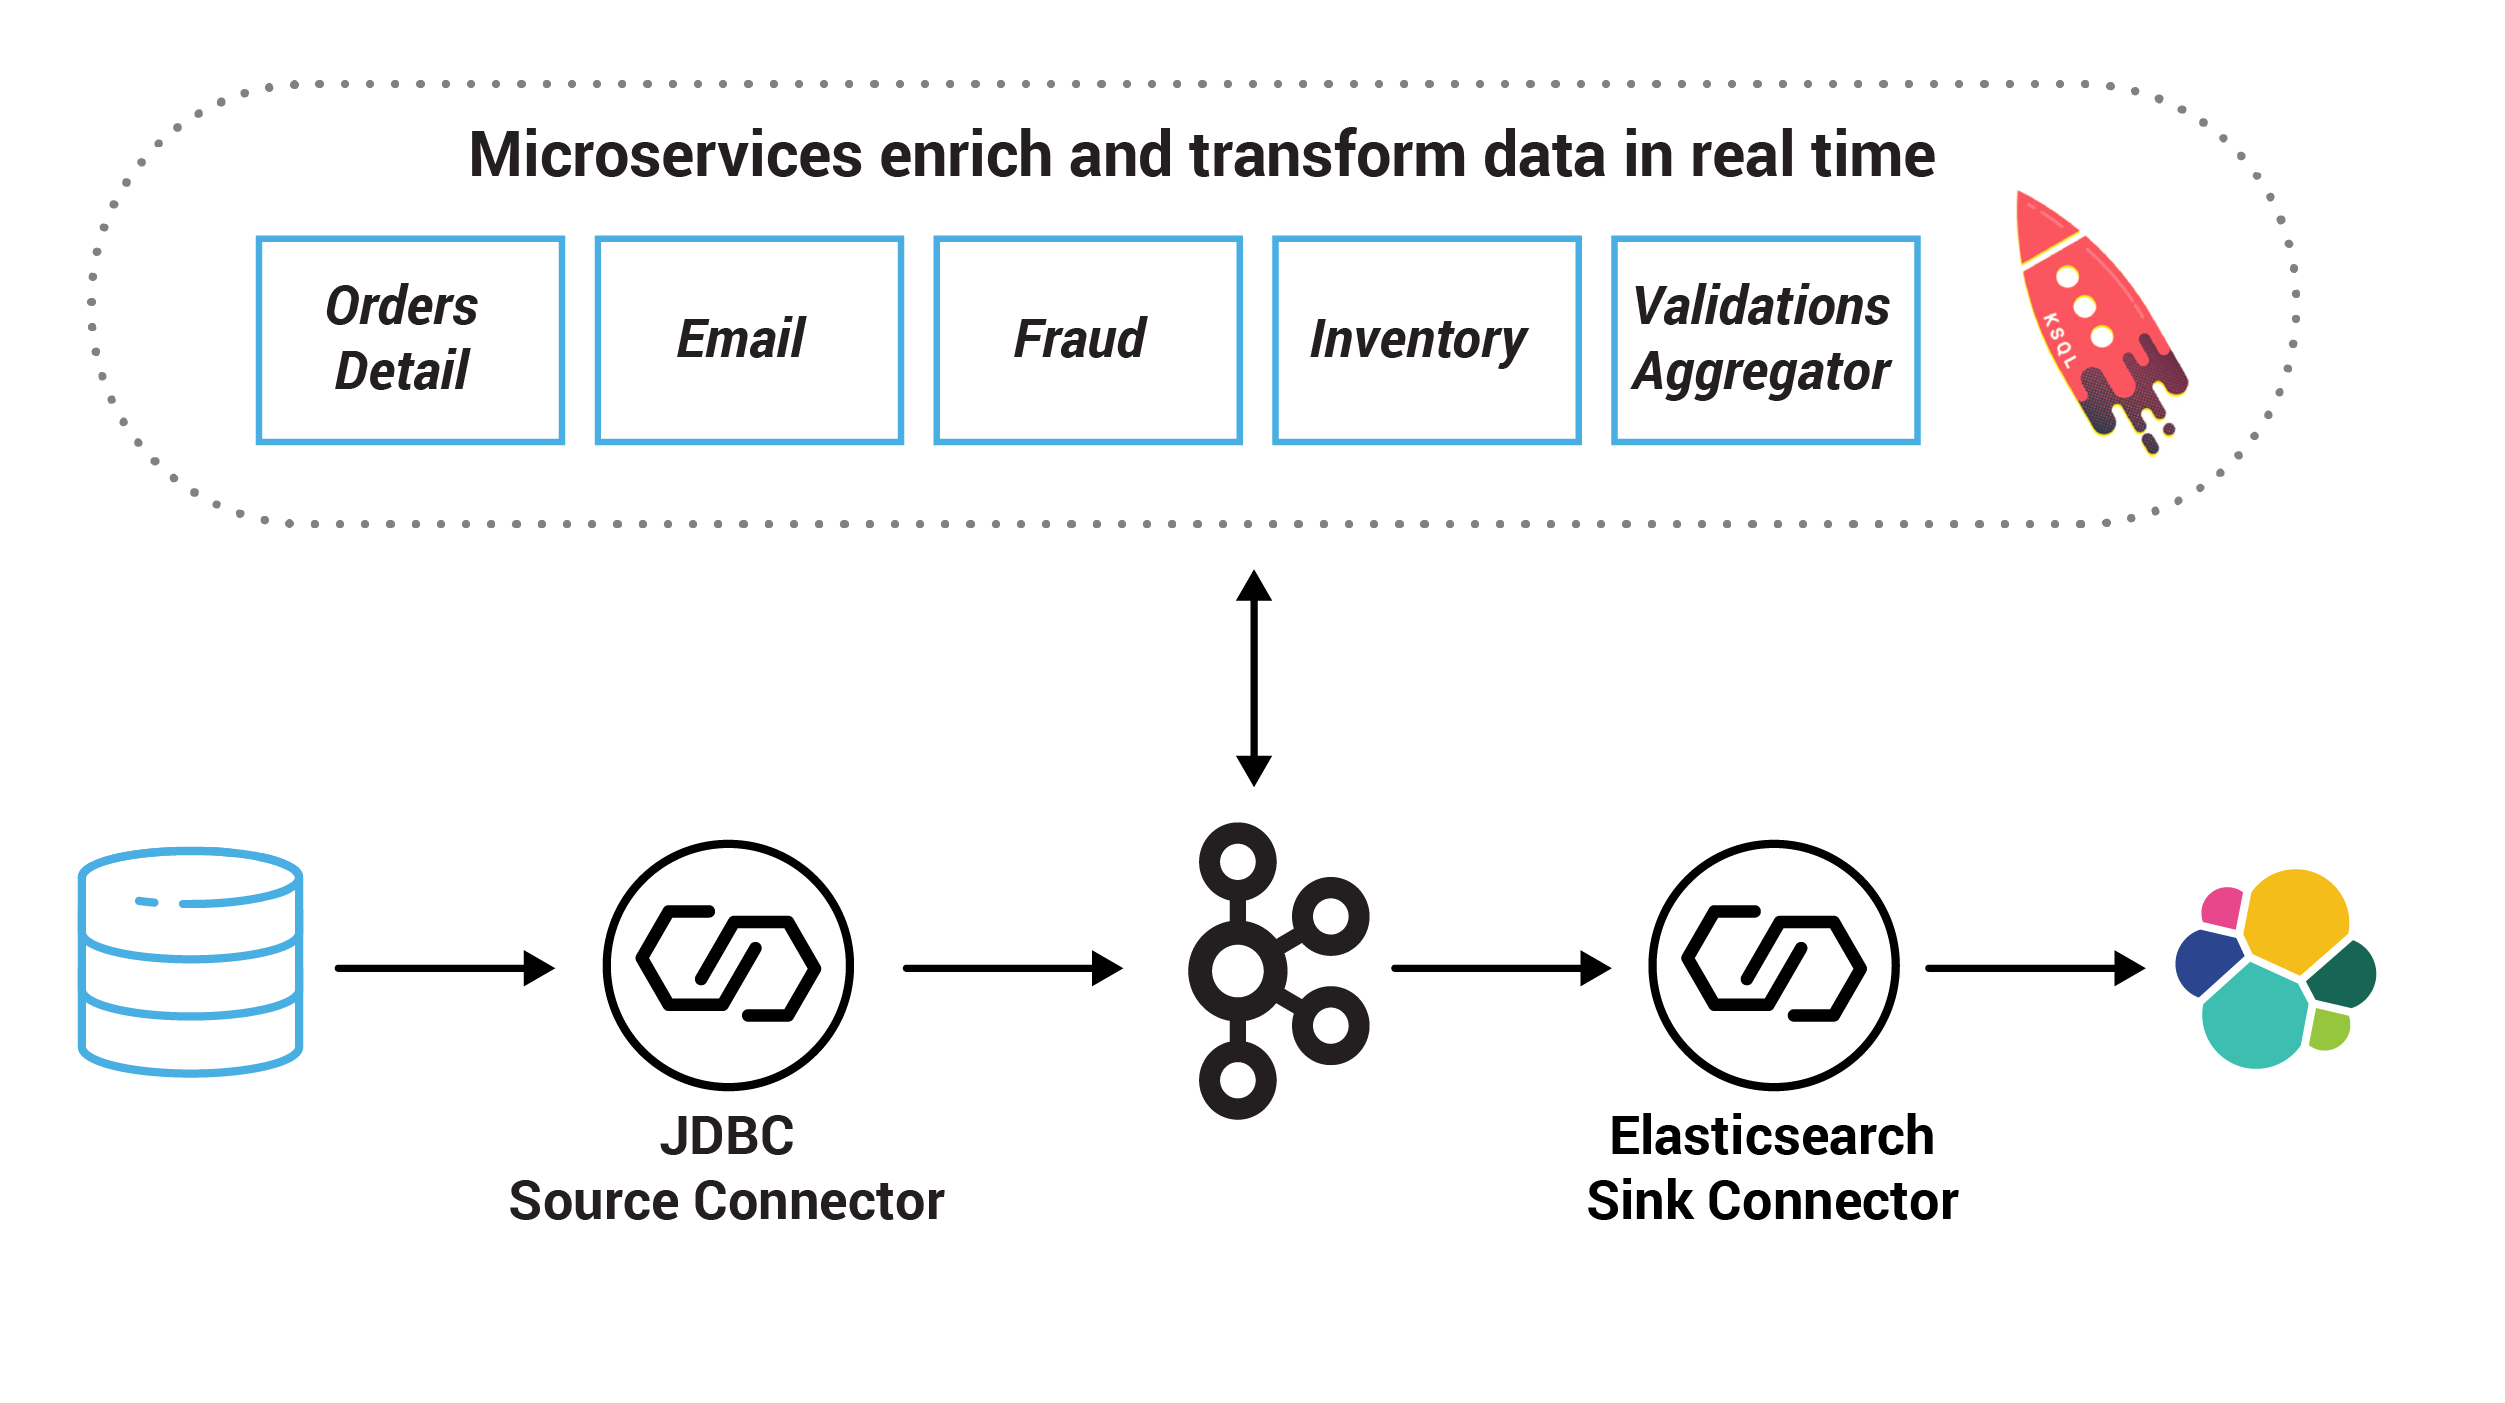 Microservices enrich and transform data in real time
Orders
Detail
Email
Fraud
Inventory
Validations
Aggregator
KSQL
JDBC
Source Connector
Elasticsearch
Sink Connector